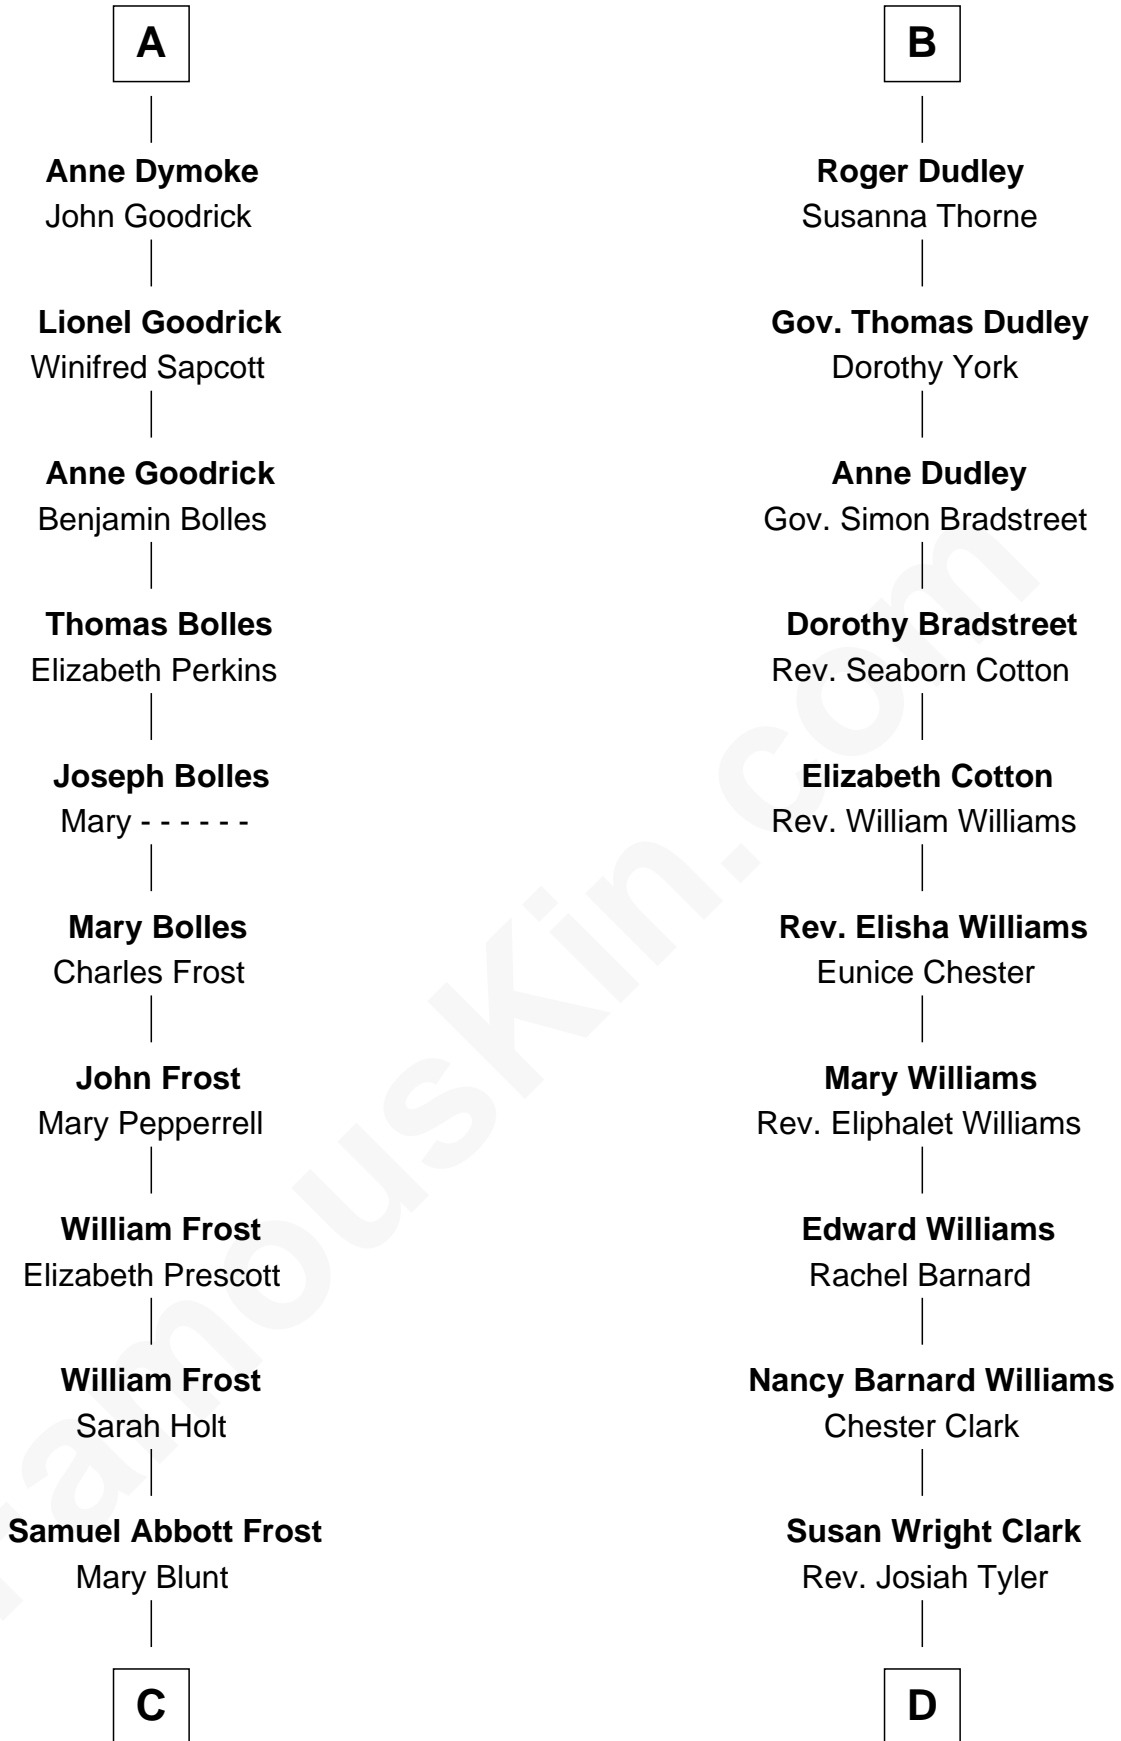 A
Anne Dymoke
John Goodrick
Lionel Goodrick
Winifred Sapcott
Anne Goodrick
Benjamin Bolles
Thomas Bolles
Elizabeth Perkins
Joseph Bolles
Mary - - - - - -
Mary Bolles
Charles Frost
John Frost
Mary Pepperrell
William Frost
Elizabeth Prescott
William Frost
Sarah Holt
Samuel Abbott Frost
Mary Blunt
C
B
Roger Dudley
Susanna Thorne
Gov. Thomas Dudley
Dorothy York
Anne Dudley
Gov. Simon Bradstreet
Dorothy Bradstreet
Rev. Seaborn Cotton
Elizabeth Cotton
Rev. William Williams
Rev. Elisha Williams
Eunice Chester
Mary Williams
Rev. Eliphalet Williams
Edward Williams
Rachel Barnard
Nancy Barnard Williams
Chester Clark
Susan Wright Clark
Rev. Josiah Tyler
D
FamousKin.com